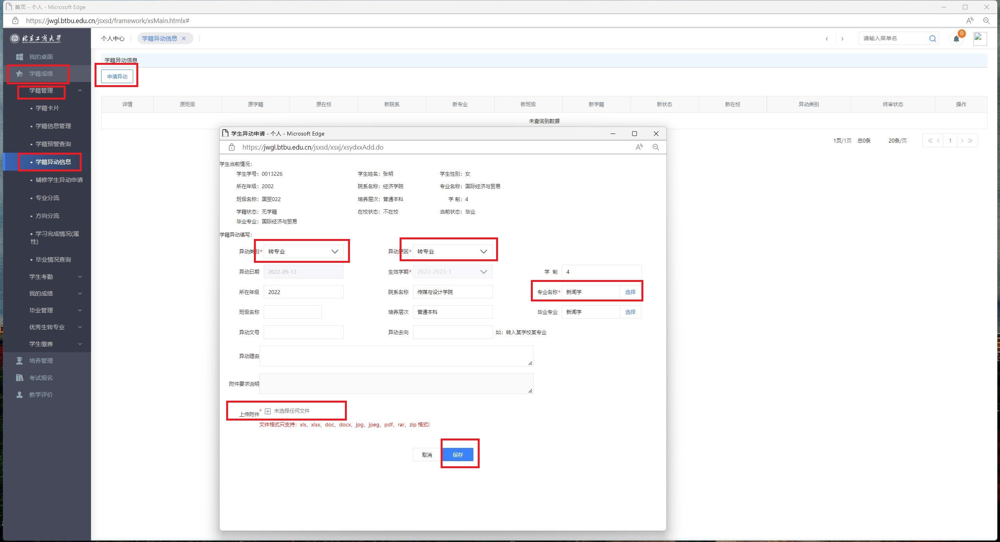 首页 - 个人 - Microsoft Edge
https://jwgl.btbu.edu.cn/jsxsd/framework/xsMain.htmlx#
北京工商大学
BEIJING TECHNOLOGY AND BUSINESS UNIVERSITY
个人中心
学籍异动信息
请输入菜单名
0
我的桌面
学籍成绩
学籍管理
学籍卡片
学籍信息管理
学籍预警查询
学籍异动信息
辅修学生异动申请
专业分流
方向分流
学习完成情况(属
性)
毕业情况查询
学生考勤
我的成绩
毕业管理
优秀生转专业
学生缴费
培养管理
考试报名
教学评价
学籍异动信息
申请异动
详情 原班级 原学籍 原在校 新院系 新专业 新班级 新学籍 新状态 新在校 异动类别 终审状态 操作
未查询到数据
1页/1页 总0条 20条/页 1
学生异动申请 - 个人 - Microsoft Edge
https://jwgl.btbu.edu.cn/jsxsd/xsxj/xsydxxAdd.do
学生当前情况：
学生学号：0013226 学生姓名：张明 学生性别：女
所在年级：2002 院系名称：经济学院 专业名称：国际经济与贸易
班级名称：国贸022 培养层次：普通本科 学 制：4
学籍状态：无学籍 在校状态：不在校 当前状态：毕业
毕业专业：国际经济与贸易
学籍异动填写：
异动类别* 转专业 异动原因* 转专业
异动日期 2022-09-13 生效学期* 2022-2023-1 学 制 4
所在年级 2022 院系名称 传媒与设计学院 专业名称* 新闻学 选择
班级名称 培养层次 普通本科 毕业专业 新闻学 选择
异动文号 异动去向 如：转入某学校某专业
异动理由
附件要求说明
上传附件* 未选择任何文件
文件格式只支持：xls、xlsx、doc、docx、jpg、jpeg、pdf、rar、zip 格式!
取消 保存